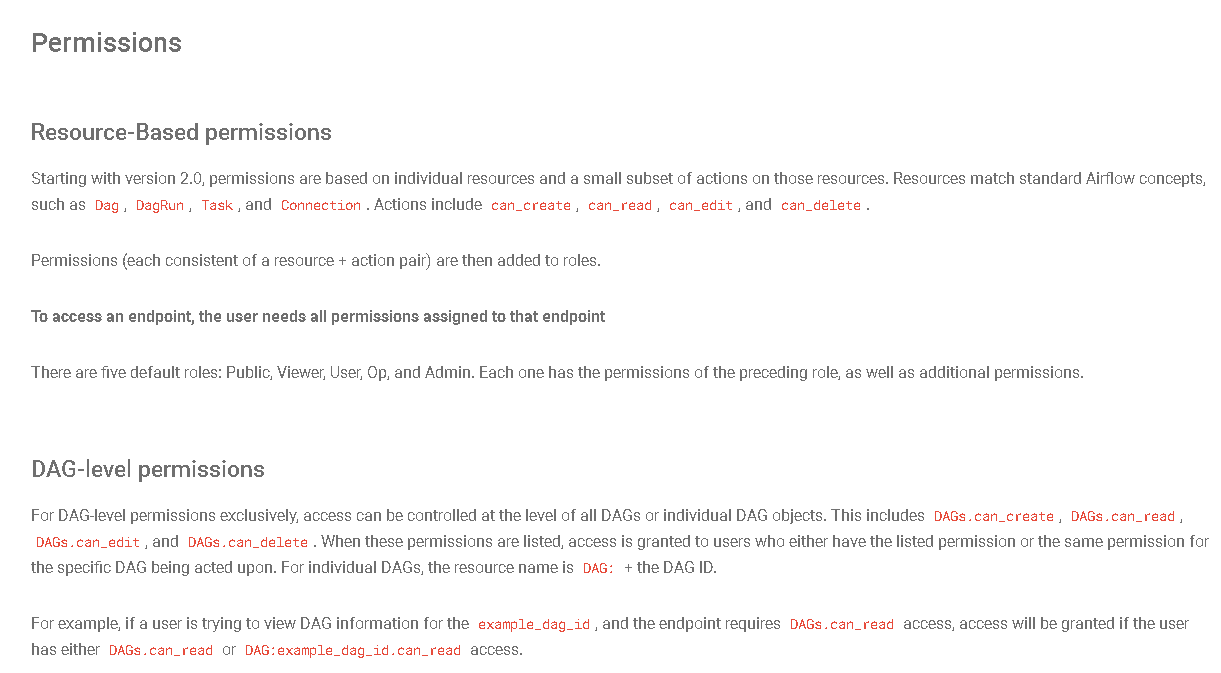 Permissions
Resource-Based permissions
Starting with version 2.0, permissions are based on individual resources and a small subset of actions on those resources. Resources match standard Airflow concepts,
such as Dag , DagRun , Task , and Connection . Actions include can_create , can_read , can_edit , and can_delete .
Permissions (each consistent of a resource + action pair) are then added to roles.
To access an endpoint, the user needs all permissions assigned to that endpoint
There are five default roles: Public, Viewer, User, Op, and Admin. Each one has the permissions of the preceding role, as well as additional permissions.
DAG-level permissions
For DAG-level permissions exclusively, access can be controlled at the level of all DAGs or individual DAG objects. This includes DAGs.can_create , DAGs.can_read ,
DAGs.can_edit , and DAGs.can_delete . When these permissions are listed, access is granted to users who either have the listed permission or the same permission for
the specific DAG being acted upon. For individual DAGs, the resource name is DAG: + the DAG ID.
For example, if a user is trying to view DAG information for the example_dag_id , and the endpoint requires DAGs.can_read access, access will be granted if the user
has either DAGs.can_read or DAG:example_dag_id.can_read access.